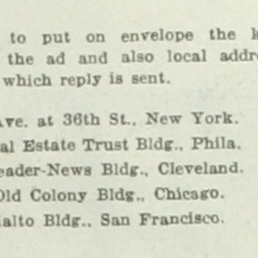 to put on envelope the k
the ad and also local addre
which reply is sent.
Ave. at 36th St., New York.
al Estate Trust Bldg., Phila.
eader-News Bldg., Cleveland.
Old Colony Bldg., Chicago.
ialto Bldg., San Francisco.